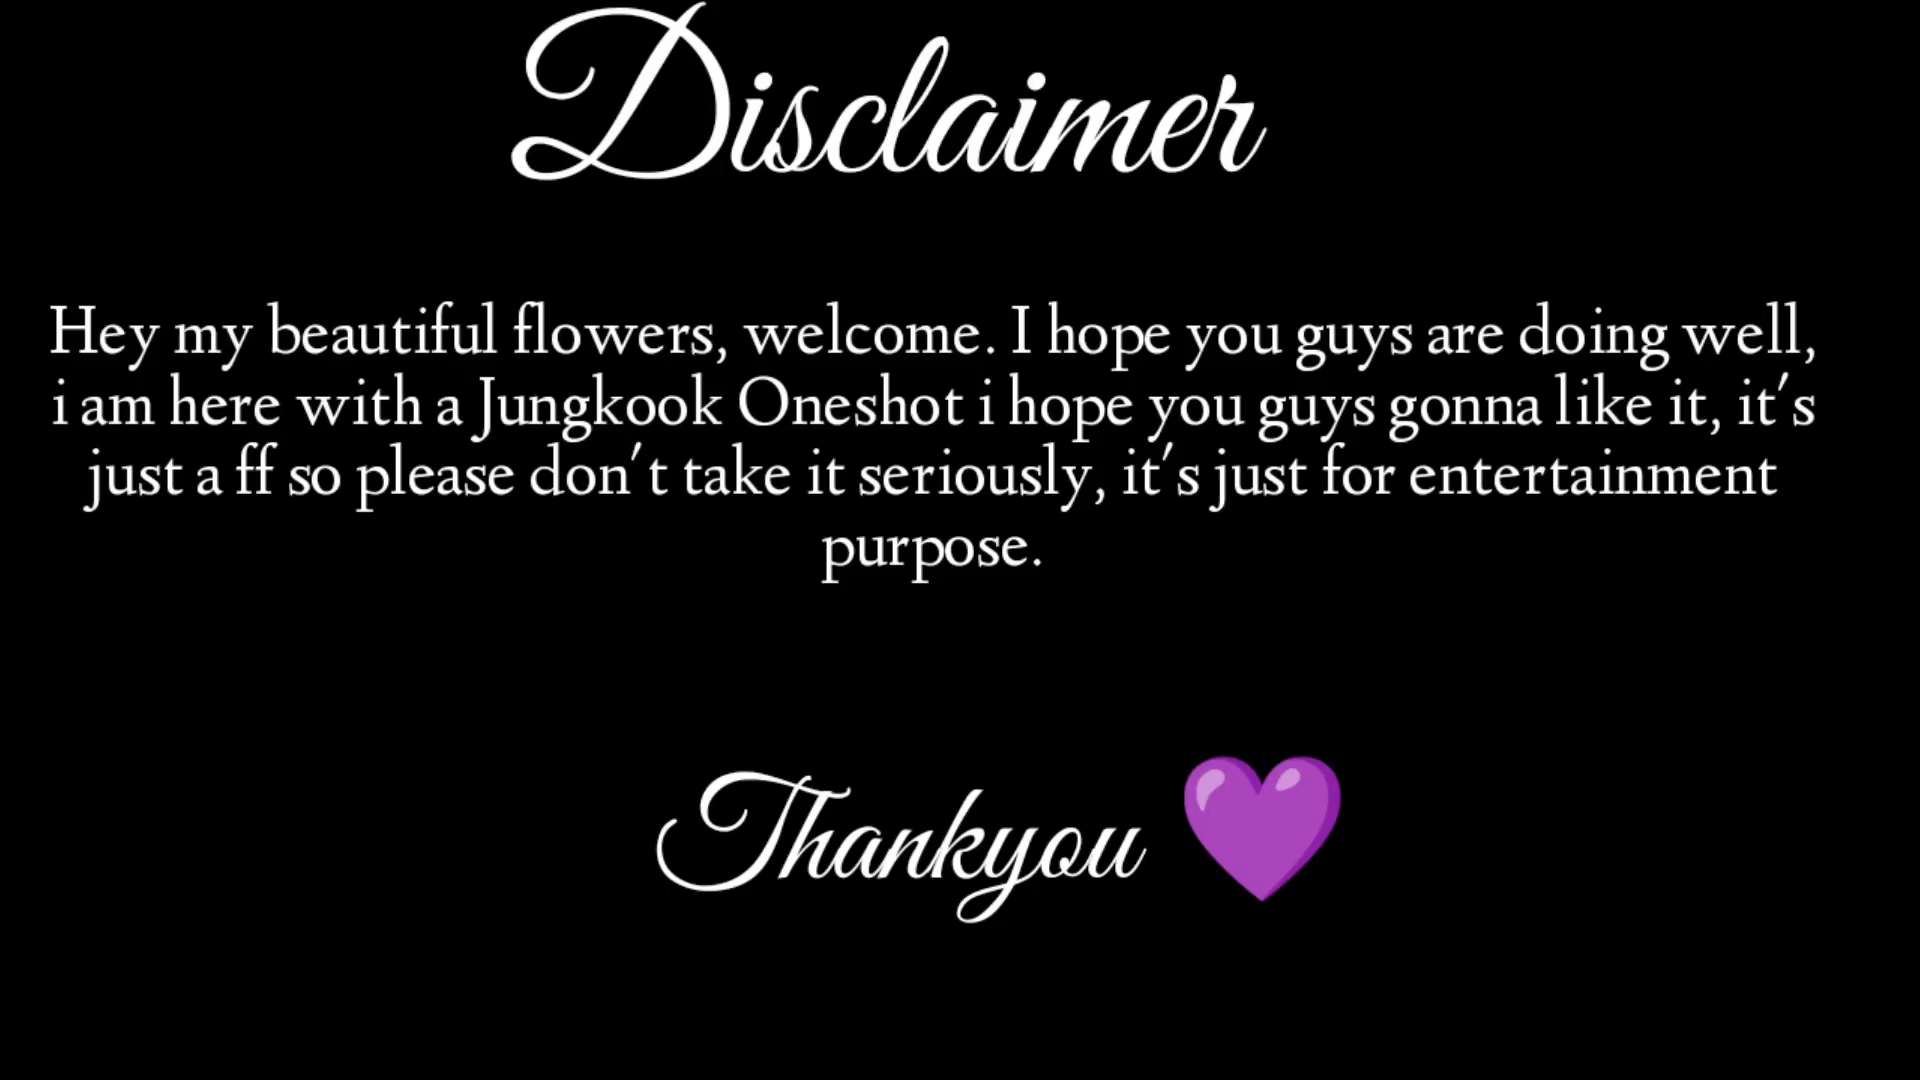 Disclaimer
Hey my beautiful flowers, welcome. I hope you guys are doing well,
i am here with a Jungkook Oneshot i hope you guys gonna like it, it's
just a ff so please don't take it seriously, it's just for entertainment
purpose.
Thankyou 💜